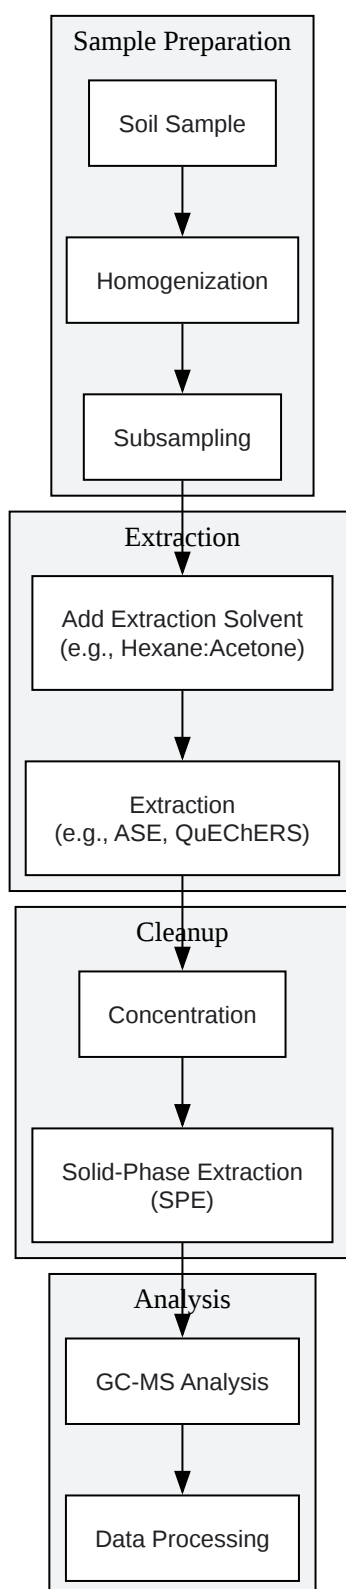 Sample Preparation
Soil Sample
Homogenization
Subsampling
Extraction
Add Extraction Solvent
(e.g., Hexane:Acetone)
Extraction
(e.g., ASE, QuEChERS)
Cleanup
Concentration
Solid-Phase Extraction
(SPE)
Analysis
GC-MS Analysis
Data Processing